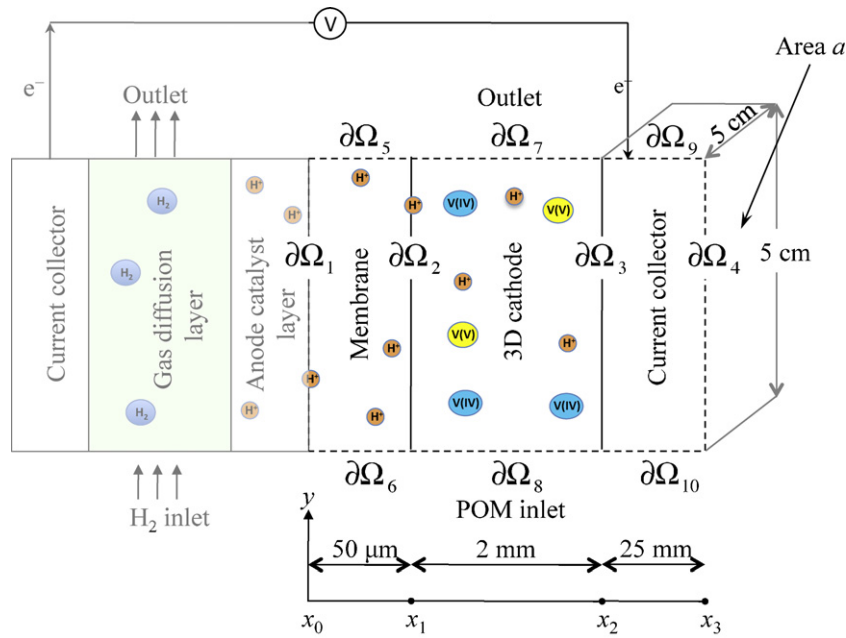 V
e⁻
e⁻
Area a
Outlet
Outlet
5 cm
∂Ω₅
∂Ω₇
∂Ω₉
Current collector
H₂
H₂
H₂
Gas diffusion
layer
Anode catalyst
layer
H⁺
H⁺
H⁺
∂Ω₁
Membrane
H⁺
H⁺
H⁺
H⁺
H⁺
∂Ω₂
3D cathode
V(IV)
H⁺
V(V)
H⁺
V(V)
H⁺
V(IV)
V(IV)
∂Ω₃
Current collector
∂Ω₄
5 cm
∂Ω₆
∂Ω₈
∂Ω₁₀
H₂ inlet
POM inlet
y
50 µm
2 mm
25 mm
x₀
x₁
x₂
x₃